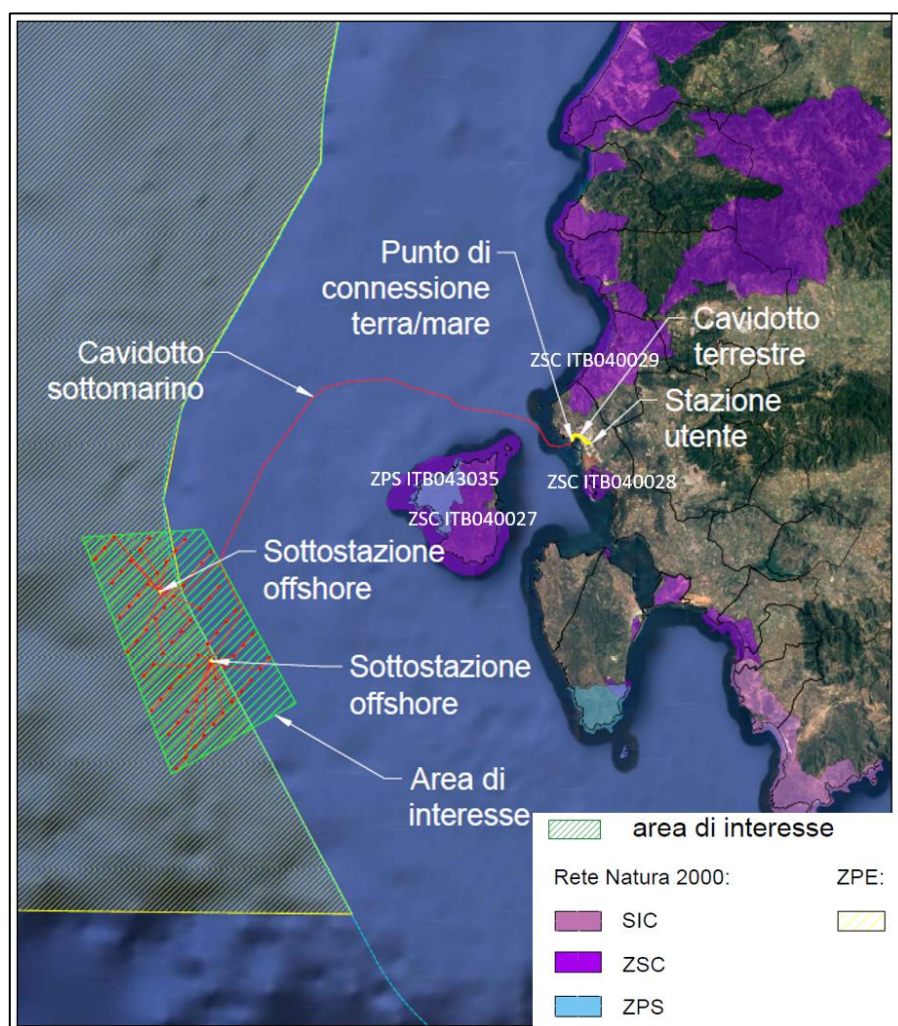 Punto di
connessione
terra/mare
Cavidotto
sottomarino
ZSC ITB040029
Cavidotto
terrestre
Stazione
utente
ZPS ITB043035
ZSC ITB040028
ZSC ITB040027
Sottostazione
offshore
Sottostazione
offshore
Area di
interesse
area di interesse
Rete Natura 2000:
ZPE:
SIC
ZSC
ZPS